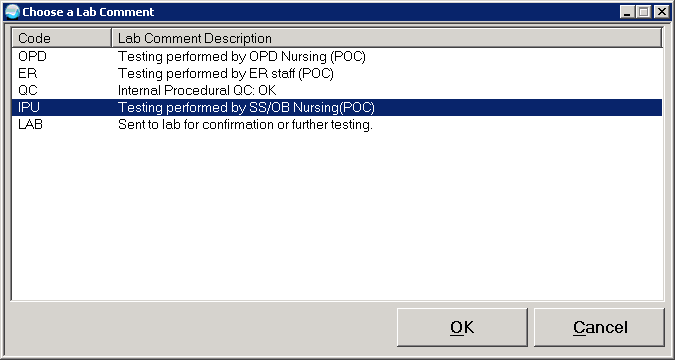 Choose a Lab Comment
Code Lab Comment Description
OPD Testing performed by OPD Nursing (POC)
ER Testing performed by ER staff (POC)
QC Internal Procedural QC: OK
IPU Testing performed by SS/OB Nursing(POC)
LAB Sent to lab for confirmation or further testing.
OK Cancel